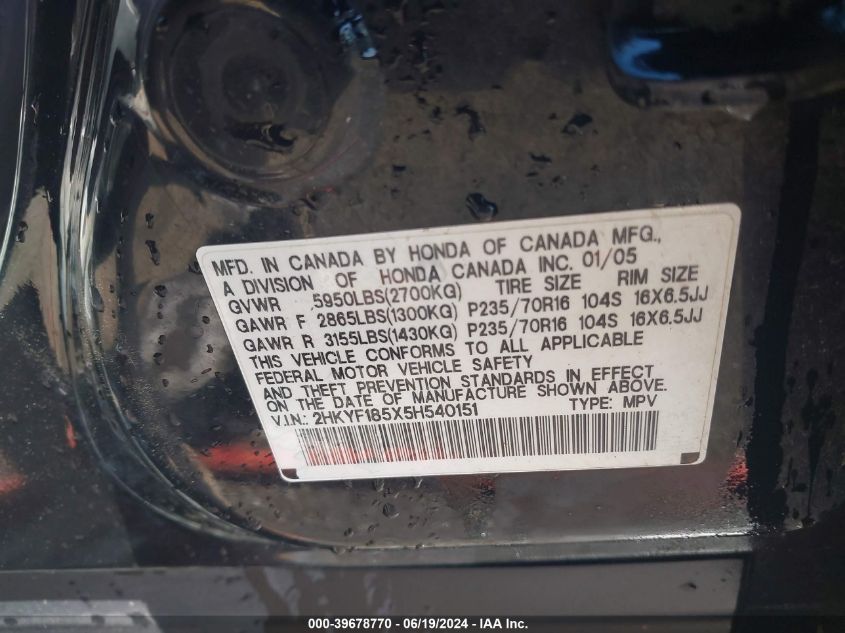 MFD. IN CANADA BY HONDA OF CANADA MFG.,
A DIVISION OF HONDA CANADA INC. 01/05
GVWR 5950LBS(2700KG) TIRE SIZE RIM SIZE
GAWR F 2865LBS(1300KG) P235/70R16 104S 16X6.5JJ
GAWR R 3155LBS(1430KG) P235/70R16 104S 16X6.5JJ
THIS VEHICLE CONFORMS TO ALL APPLICABLE
FEDERAL MOTOR VEHICLE SAFETY
AND THEFT PREVENTION STANDARDS IN EFFECT
ON THE DATE OF MANUFACTURE SHOWN ABOVE.
V.I.N.: 2HKYF185X5H540151 TYPE: MPV
000-39678770 - 06/19/2024 - IAA Inc.